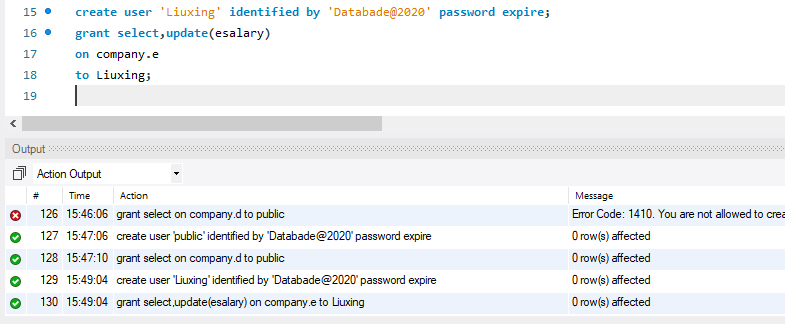 15 create user 'Liuxing' identified by 'Databade@2020' password expire;
16 grant select,update(esalary)
17 on company.e
18 to Liuxing;
19
Output
Action Output
# Time Action Message
126 15:46:06 grant select on company.d to public Error Code: 1410. You are not allowed to crea
127 15:47:06 create user 'public' identified by 'Databade@2020' password expire 0 row(s) affected
128 15:47:10 grant select on company.d to public 0 row(s) affected
129 15:49:04 create user 'Liuxing' identified by 'Databade@2020' password expire 0 row(s) affected
130 15:49:04 grant select,update(esalary) on company.e to Liuxing 0 row(s) affected